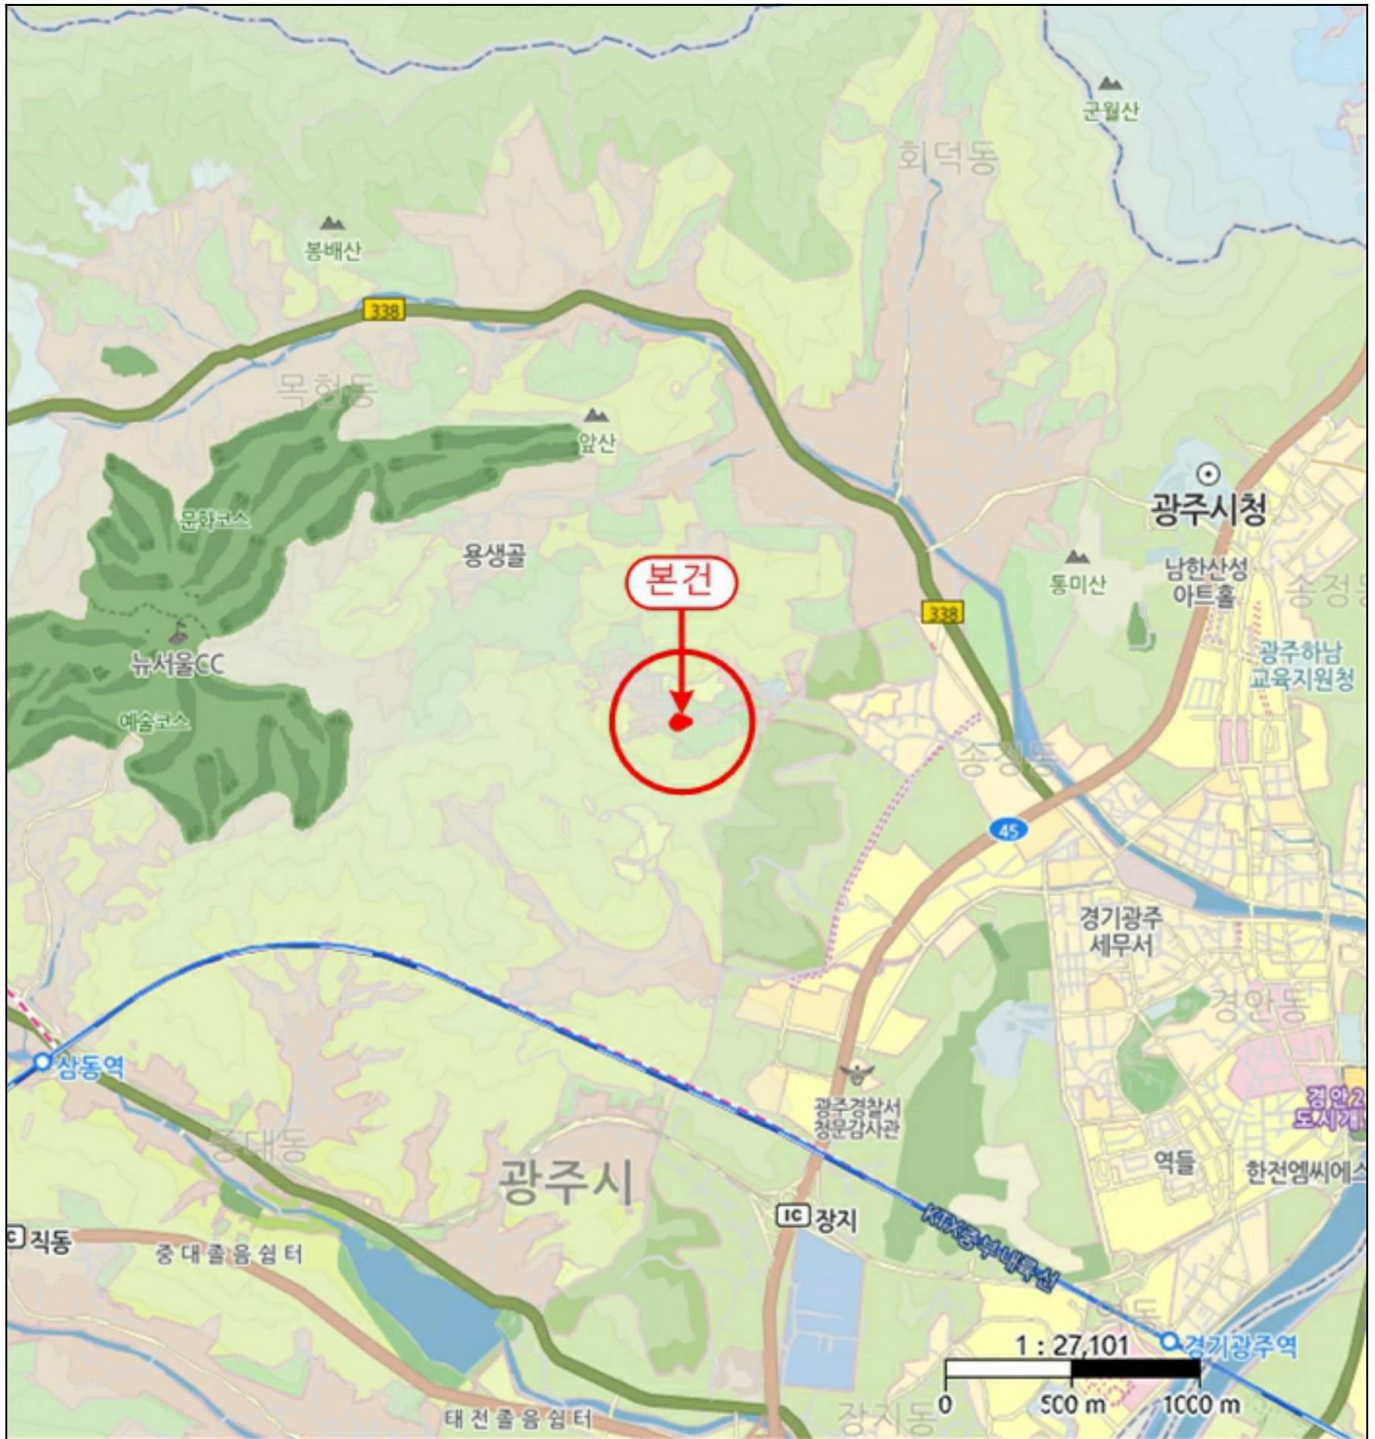 군월산
회덕동
봉배산
338
목현동
앞산
광주시청
문화코스
용생골
본건
통미산
남한산성
아트홀
송정동
338
뉴서울CC
광주하남
교육지원청
예술코스
송정동
45
경기광주
세무서
경안동
삼동역
광주경찰서
청문감사관
경안2
도시개
중대동
역들
한전엠씨에스
광주시
IC 장지
직동
중대졸음쉼터
KTX중부내륙선
역동
1 : 27,101
경기광주역
0 500 m 1000 m
태전졸음쉼터
장지동